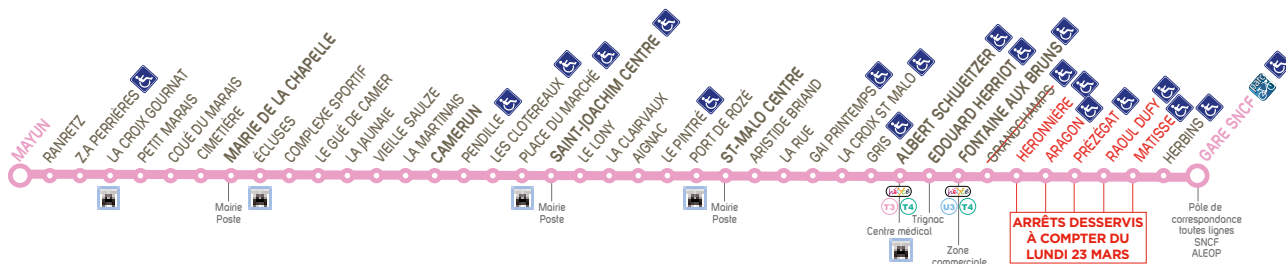 MAYUN
RANRETZ
Z.A PERRIÈRES
LA CROIX GOURNAT
PETIT MARAIS
COUÉ DU MARAIS
CIMETIÈRE
MAIRIE DE LA CHAPELLE
ÉCLUSES
COMPLEXE SPORTIF
LE GUÉ DE CAMER
LA JAUNAIE
VIEILLE SAULZE
LA MARTINAIS
CAMERUN
PENDILLE
LES CLOTEREAUX
PLACE DU MARCHÉ
SAINT-JOACHIM CENTRE
LE LONY
LA CLAIRVAUX
AIGNAC
LE PINTRÉ
PORT DE ROZÉ
ST-MALO CENTRE
ARISTIDE BRIAND
LA RUE
GAI PRINTEMPS
LA CROIX ET MALO
GRIS
ALBERT SCHWEITZER
EDOUARD HERRIOT
FONTAINE AUX BRUNS
GRANDCHAMPS
HERONNIÈRE
ARAGON
PRÉZÉGAT
RAOUL DUFY
MATISSE
HERBINS
GARE SNCF
Mairie
Poste
Mairie
Poste
Mairie
Poste
hélYce
T3 T4
Centre médical
Trignac
hélYce
U3 T4
Zone
commerciale
ARRÊTS DESSERVIS
À COMPTER DU
LUNDI 23 MARS
Pôle de
correspondance
toutes lignes
SNCF
ALEOP